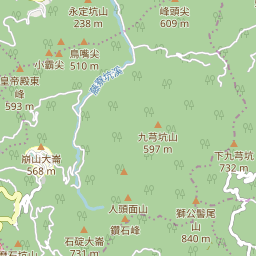 永定坑山
238 m
峰頭尖
609 m
鳥嘴尖
510 m
小霸尖
皇帝殿東
峰
593 m
九芎坑山
597 m
崩山大崙
568 m
下九芎坑
732 m
人頭面山
鑽石峰
獅公髻尾
山
840 m
石碇大崙
731 m